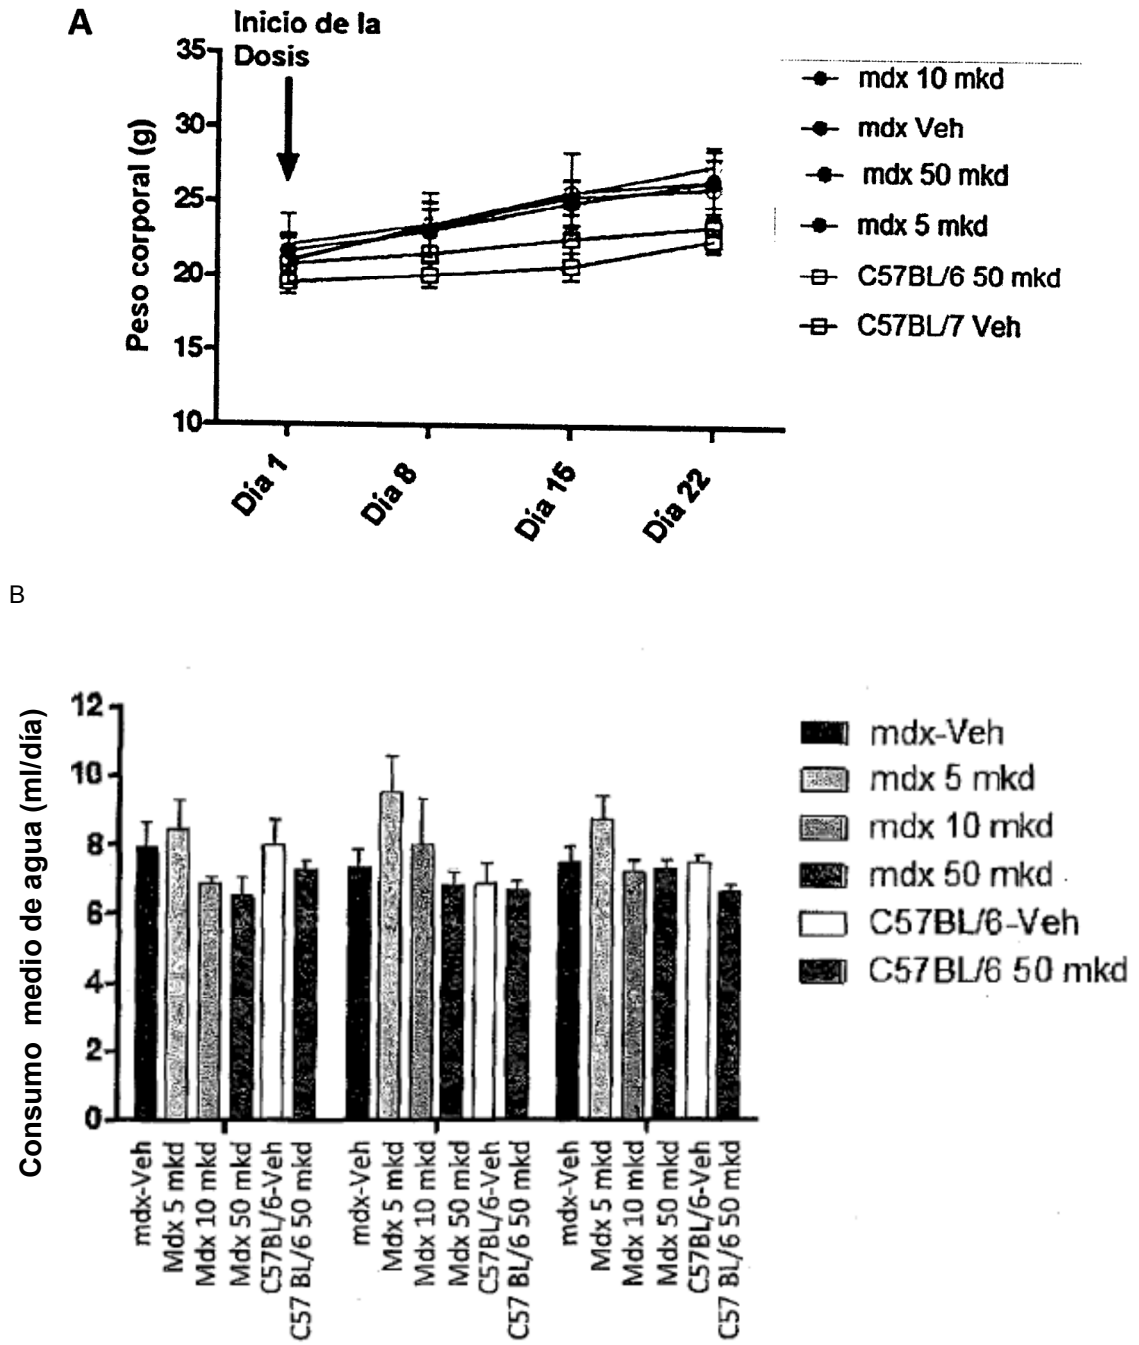 A
Inicio de la
Dosis
35
30
25
20
15
10
Peso corporal (g)
Día 1
Día 8
Día 15
Día 22
mdx 10 mkd
mdx Veh
mdx 50 mkd
mdx 5 mkd
C57BL/6 50 mkd
C57BL/7 Veh
B
12
10
8
6
4
2
0
Consumo medio de agua (ml/día)
mdx-Veh
Mdx 5 mkd
Mdx 10 mkd
Mdx 50 mkd
C57BL/6-Veh
C57 BL/6 50 mkd
mdx-Veh
Mdx 5 mkd
Mdx 10 mkd
Mdx 50 mkd
C57BL/6-Veh
C57 BL/6 50 mkd
mdx-Veh
Mdx 5 mkd
Mdx 10 mkd
Mdx 50 mkd
C57BL/6-Veh
C57 BL/6 50 mkd
mdx-Veh
mdx 5 mkd
mdx 10 mkd
mdx 50 mkd
C57BL/6-Veh
C57BL/6 50 mkd